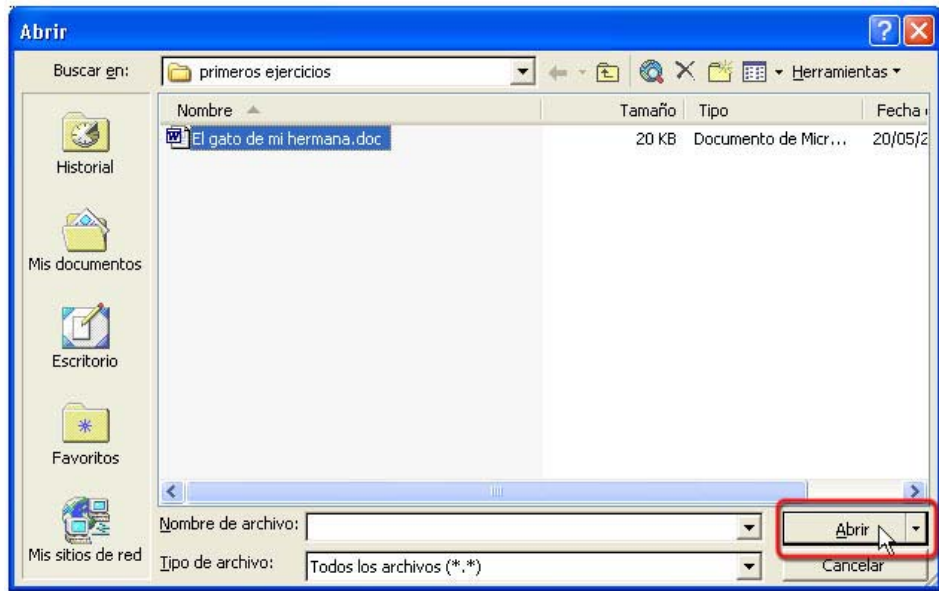 Abrir
Buscar en: primeros ejercicios Herramientas
Nombre Tamaño Tipo Fecha
El gato de mi hermana.doc 20 KB Documento de Micr... 20/05/2
Historial
Mis documentos
Escritorio
Favoritos
Mis sitios de red
Nombre de archivo: Abrir
Tipo de archivo: Todos los archivos (*.*) Cancelar